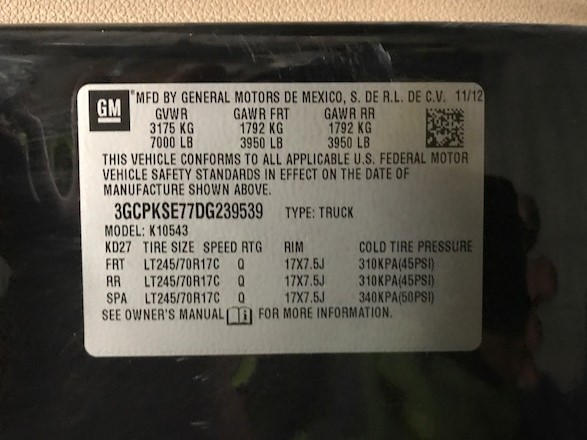 GM
MFD BY GENERAL MOTORS DE MEXICO, S. DE R.L. DE C.V. 11/12
GVWR GAWR FRT GAWR RR
3175 KG 1792 KG 1792 KG
7000 LB 3950 LB 3950 LB
THIS VEHICLE CONFORMS TO ALL APPLICABLE U.S. FEDERAL MOTOR
VEHICLE SAFETY STANDARDS IN EFFECT ON THE DATE OF
MANUFACTURE SHOWN ABOVE.
3GCPKSE77DG239539 TYPE: TRUCK
MODEL: K10543
KD27 TIRE SIZE SPEED RTG RIM COLD TIRE PRESSURE
FRT LT245/70R17C Q 17X7.5J 310KPA(45PSI)
RR LT245/70R17C Q 17X7.5J 310KPA(45PSI)
SPA LT245/70R17C Q 17X7.5J 340KPA(50PSI)
SEE OWNER'S MANUAL FOR MORE INFORMATION.